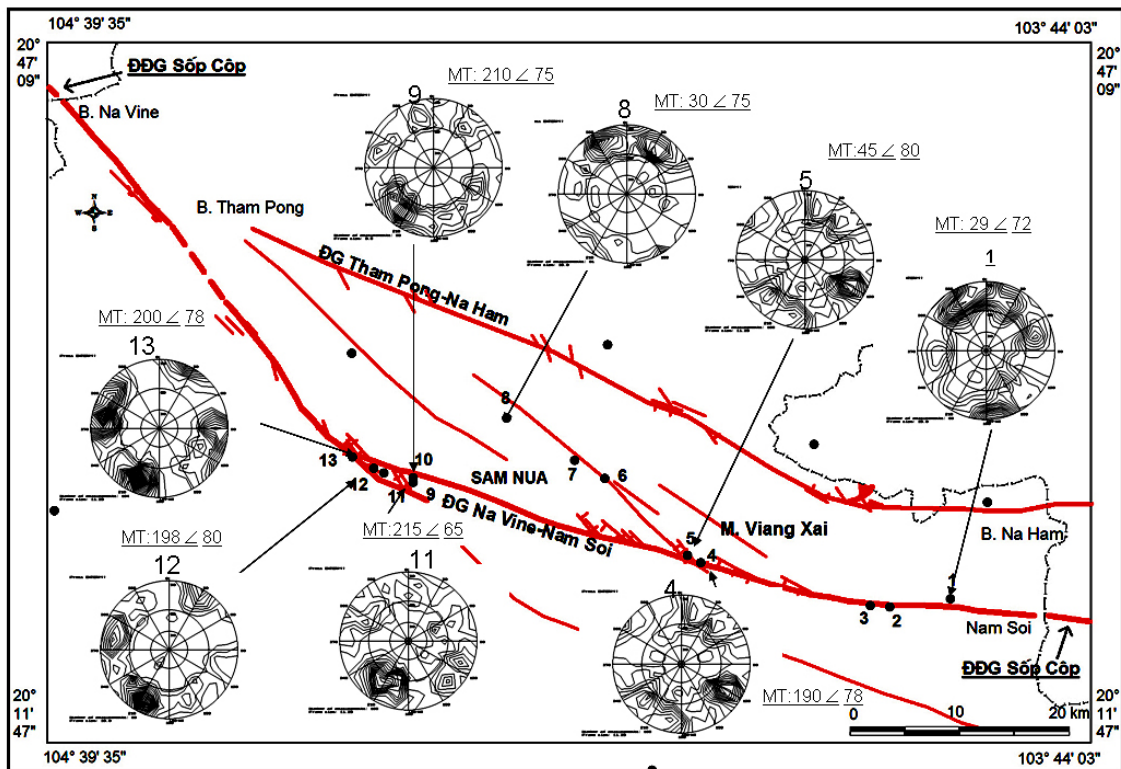 104° 39' 35"
103° 44' 03"
20°
47'
09"
20°
47'
09"
ĐĐG Sốp Cộp
B. Na Vine
MT: 210 ∠ 75
9
MT: 30 ∠ 75
8
MT:45 ∠ 80
5
MT: 29 ∠ 72
1
N
W
E
S
B. Tham Pong
ĐG Tham Pong-Na Ham
MT: 200 ∠ 78
13
8
13
12
10
11
9
SAM NUA
7
6
ĐG Na Vine-Nam Soi
M. Viang Xai
B. Na Ham
5
4
1
3
2
Nam Soi
ĐĐG Sốp Cộp
MT:198 ∠ 80
12
MT:215 ∠ 65
11
4
MT:190 ∠ 78
0
10
20 km
20°
11'
47"
20°
11'
47"
104° 39' 35"
103° 44' 03"